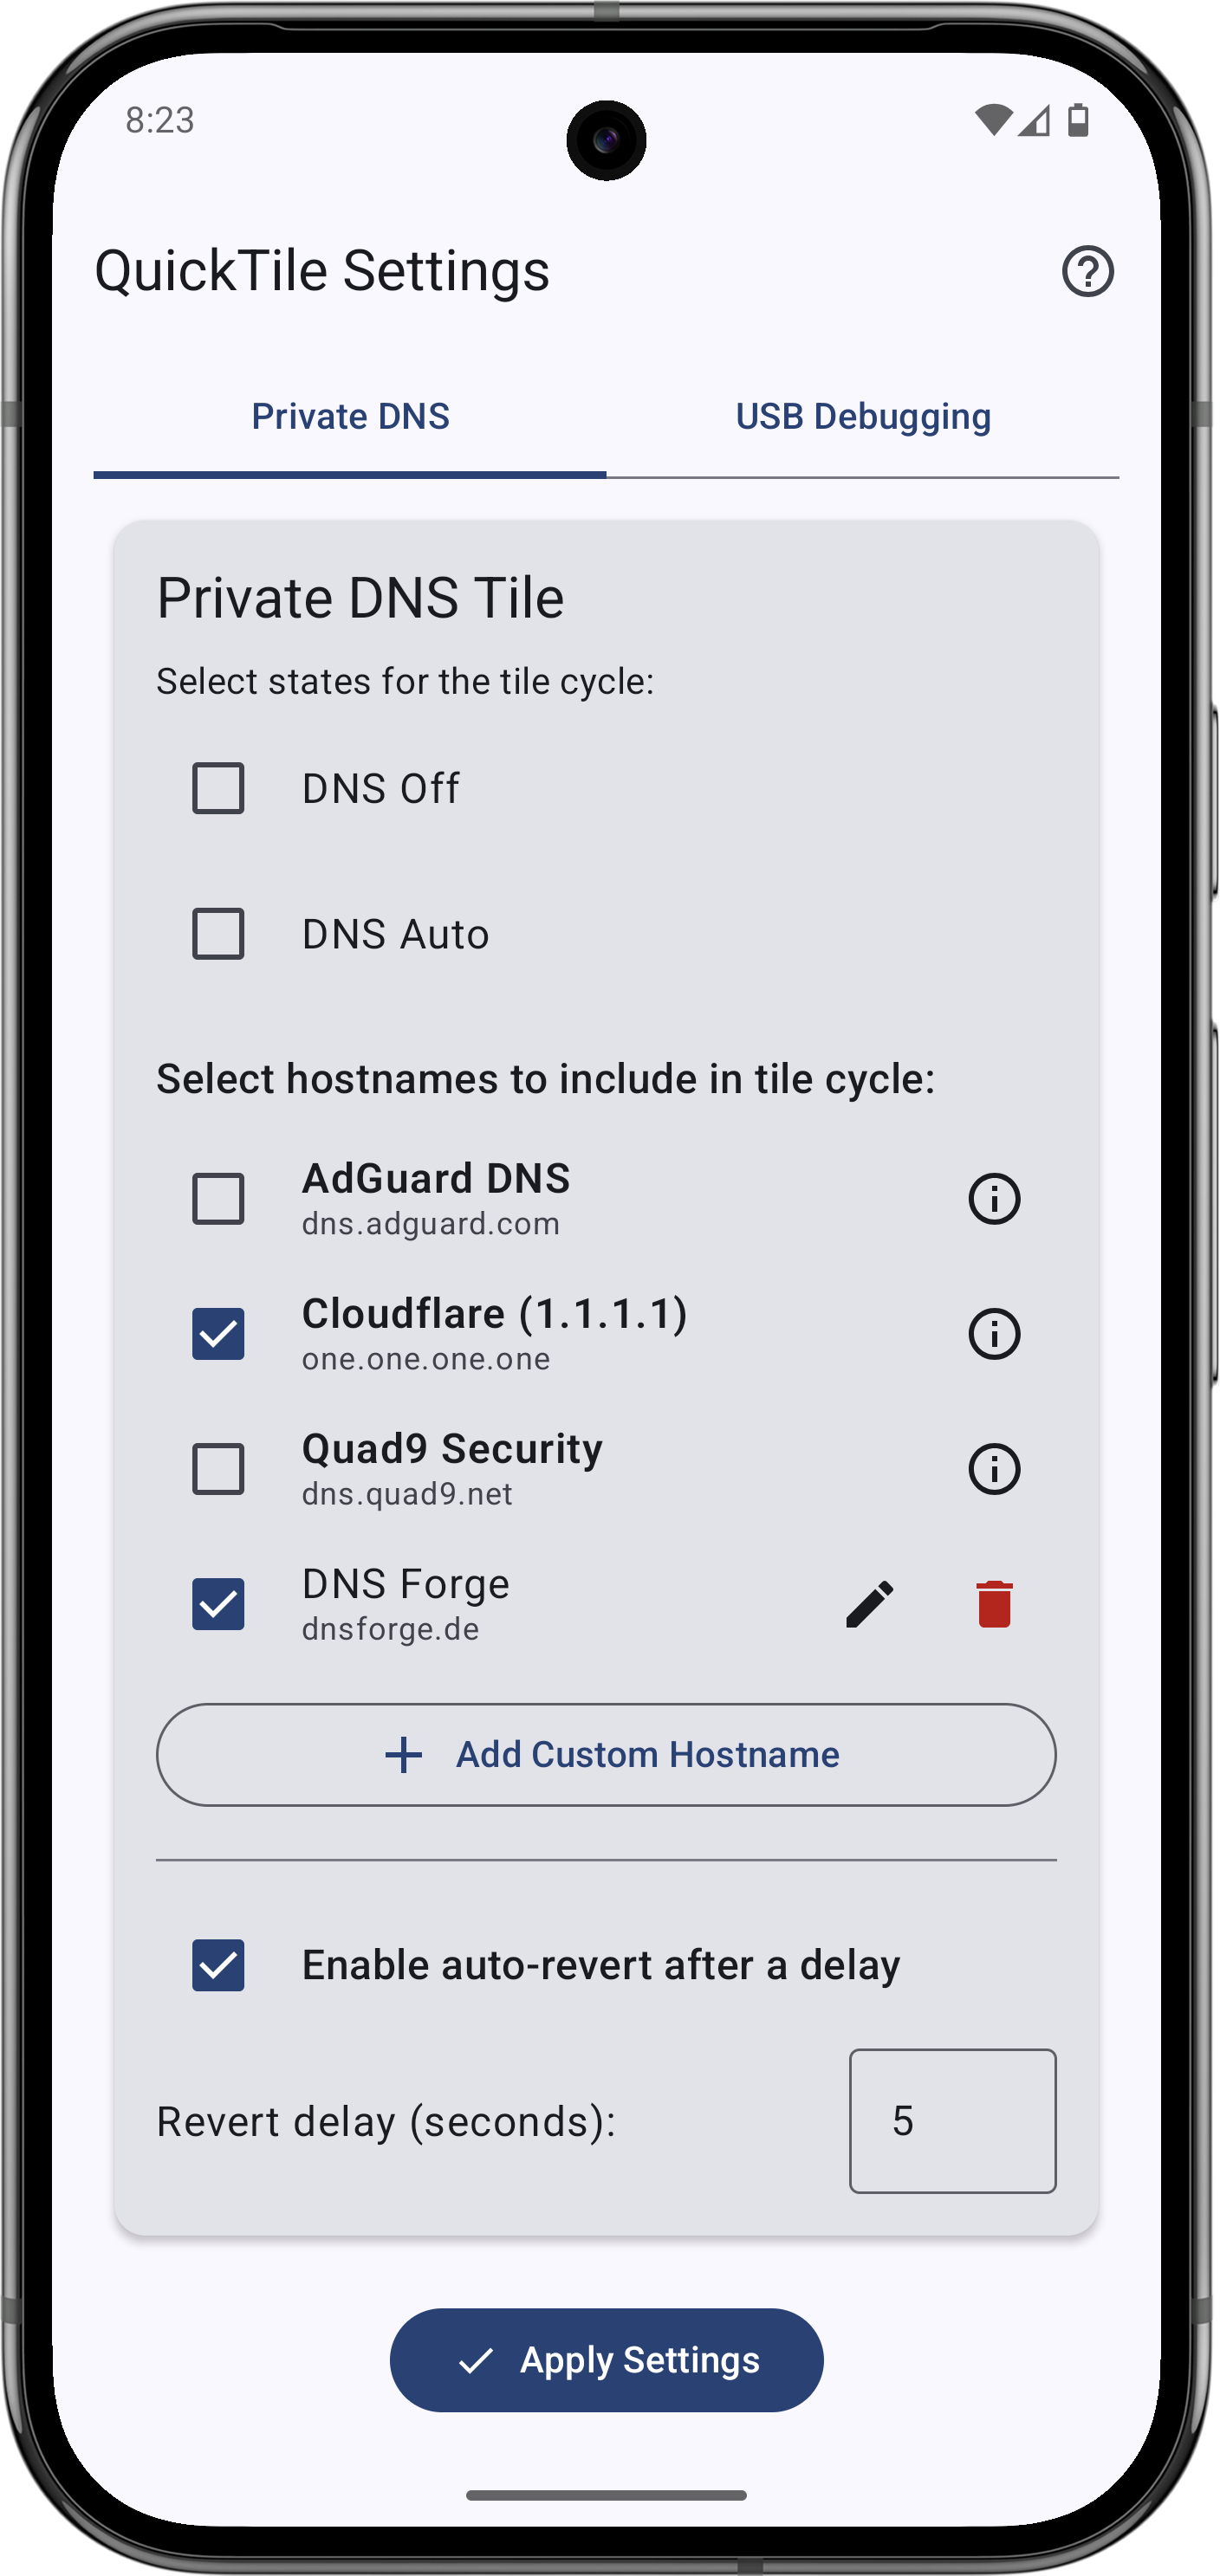 8:23
QuickTile Settings
Private DNS
USB Debugging
Private DNS Tile
Select states for the tile cycle:
DNS Off
DNS Auto
Select hostnames to include in tile cycle:
AdGuard DNS
dns.adguard.com
Cloudflare (1.1.1.1)
one.one.one.one
Quad9 Security
dns.quad9.net
DNS Forge
dnsforge.de
Add Custom Hostname
Enable auto-revert after a delay
Revert delay (seconds):
5
Apply Settings